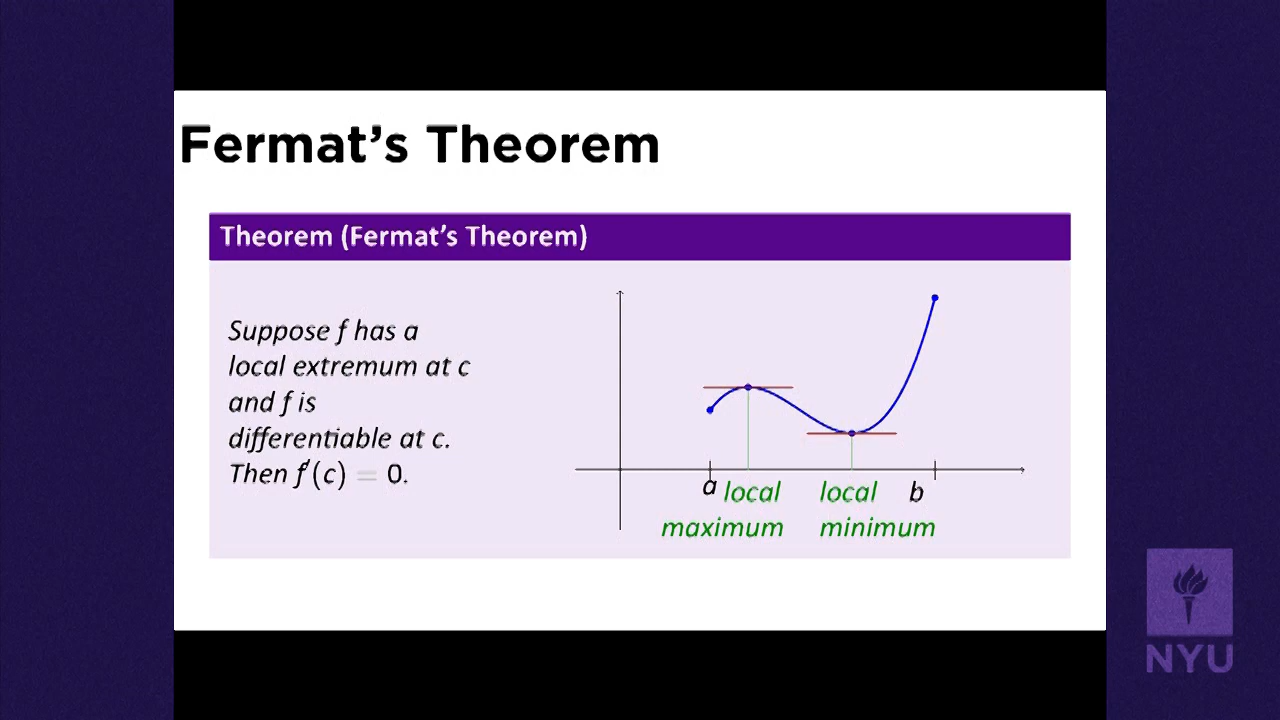 Fermat's Theorem
Theorem (Fermat's Theorem)
Suppose f has a
local extremum at c
and f is
differentiable at c.
Then f′(c) = 0.
a local
maximum
local b
minimum
NYU